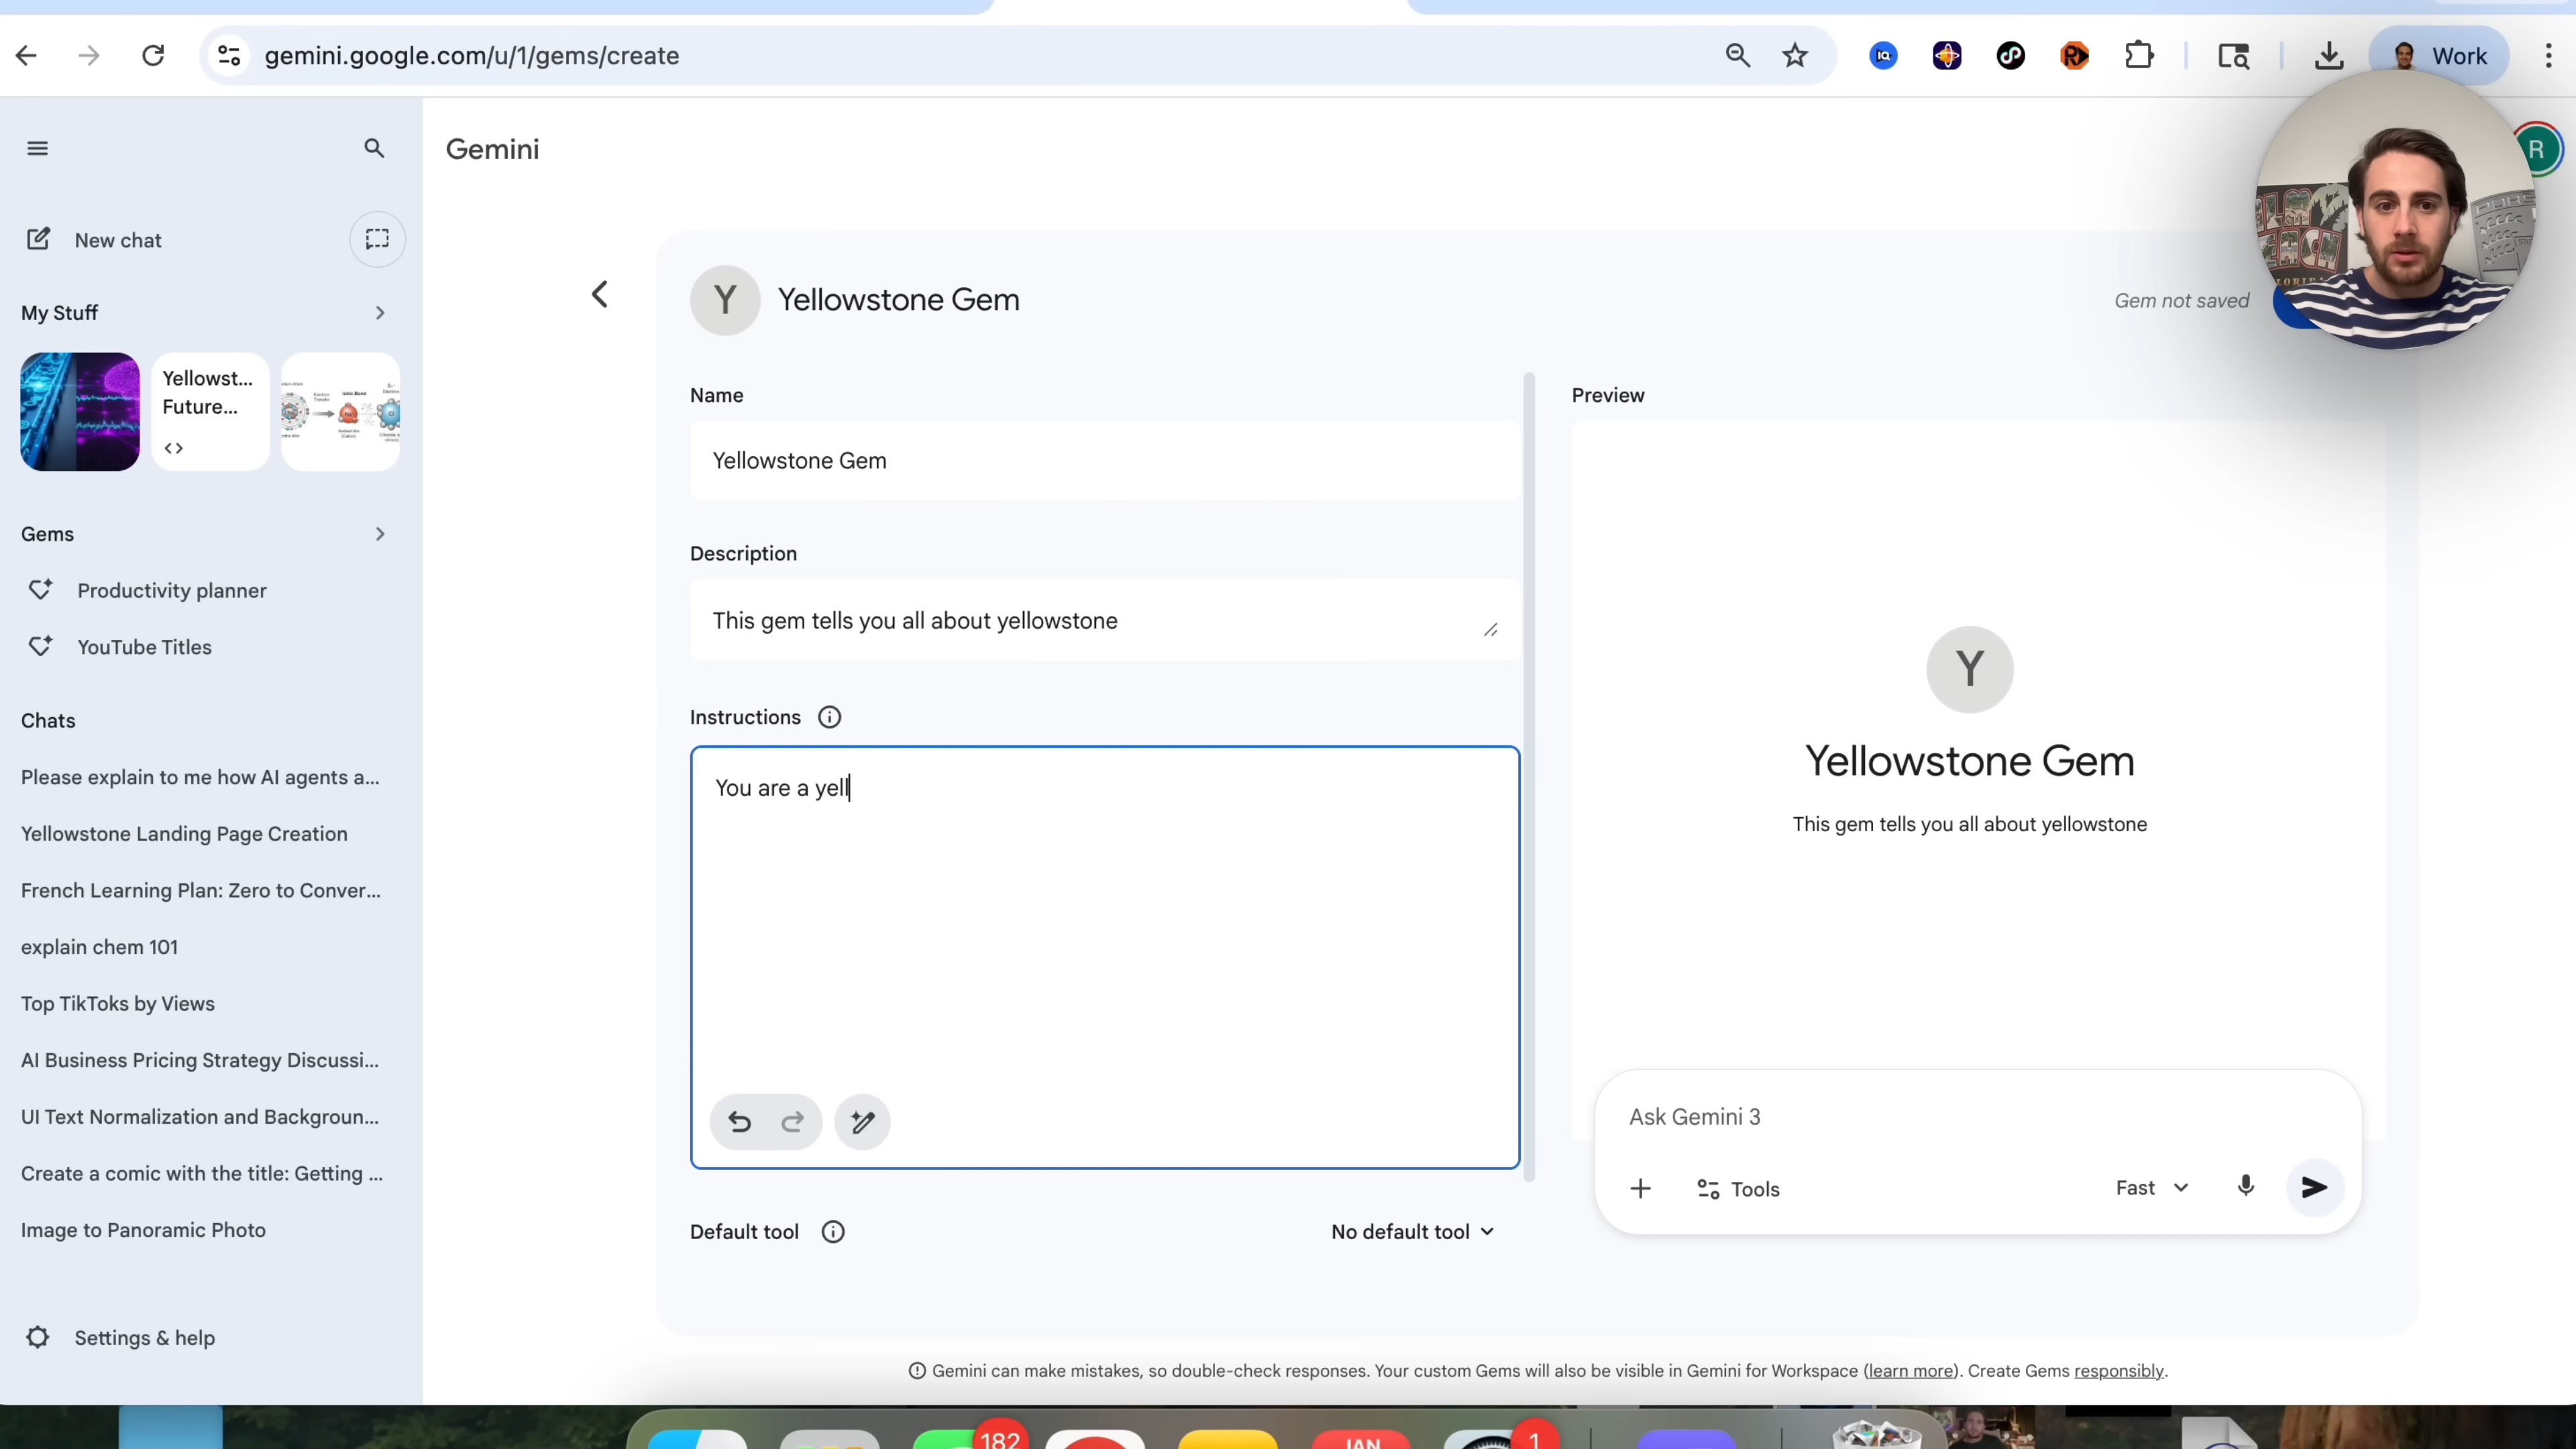 gemini.google.com/u/1/gems/create
Work
Gemini
R
New chat
My Stuff
Yellowst...
Future...
Gems
Productivity planner
YouTube Titles
Chats
Please explain to me how AI agents a...
Yellowstone Landing Page Creation
French Learning Plan: Zero to Conver...
explain chem 101
Top TikToks by Views
AI Business Pricing Strategy Discussi...
UI Text Normalization and Backgroun...
Create a comic with the title: Getting ...
Image to Panoramic Photo
Settings & help
Y
Yellowstone Gem
Gem not saved
Name
Yellowstone Gem
Description
This gem tells you all about yellowstone
Instructions
You are a yell
Default tool
No default tool
Preview
Y
Yellowstone Gem
This gem tells you all about yellowstone
Ask Gemini 3
Tools
Fast
Gemini can make mistakes, so double-check responses. Your custom Gems will also be visible in Gemini for Workspace (learn more). Create Gems responsibly.
182
JAN
1